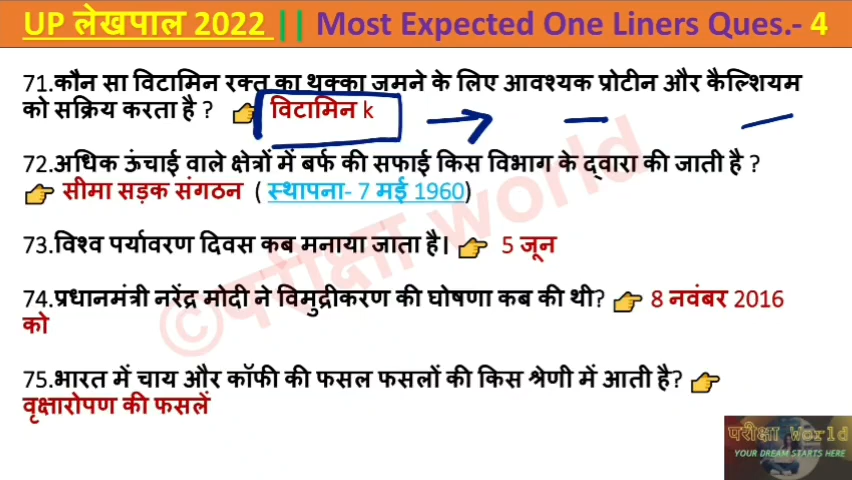 UP लेखपाल 2022 || Most Expected One Liners Ques.- 4
71.कौन सा विटामिन रक्त का थक्का जमने के लिए आवश्यक प्रोटीन और कैल्शियम
को सक्रिय करता है ? 👉 विटामिन k
72.अधिक ऊंचाई वाले क्षेत्रों में बर्फ की सफाई किस विभाग के द्वारा की जाती है ?
👉 सीमा सड़क संगठन ( स्थापना- 7 मई 1960)
73.विश्व पर्यावरण दिवस कब मनाया जाता है। 👉 5 जून
74.प्रधानमंत्री नरेंद्र मोदी ने विमुद्रीकरण की घोषणा कब की थी? 👉 8 नवंबर 2016
को
75.भारत में चाय और कॉफी की फसल फसलों की किस श्रेणी में आती है? 👉
वृक्षारोपण की फसलें
©परीक्षा world
परीक्षा World
YOUR DREAM STARTS HERE